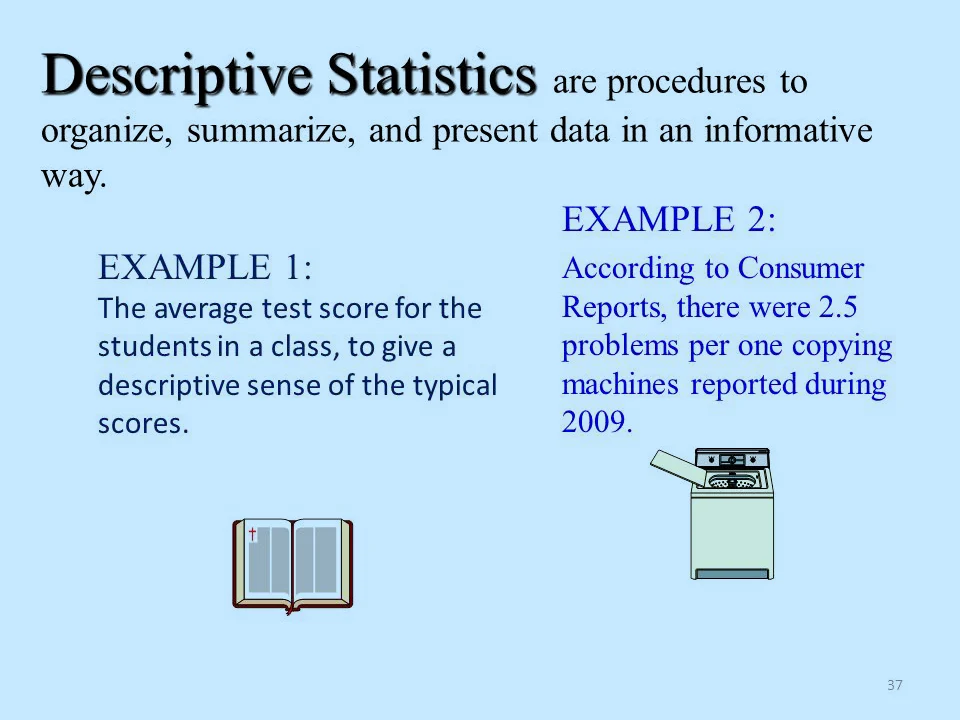 Descriptive Statistics are procedures to
organize, summarize, and present data in an informative
way.
EXAMPLE 1:
The average test score for the
students in a class, to give a
descriptive sense of the typical
scores.
EXAMPLE 2:
According to Consumer
Reports, there were 2.5
problems per one copying
machines reported during
2009.
37